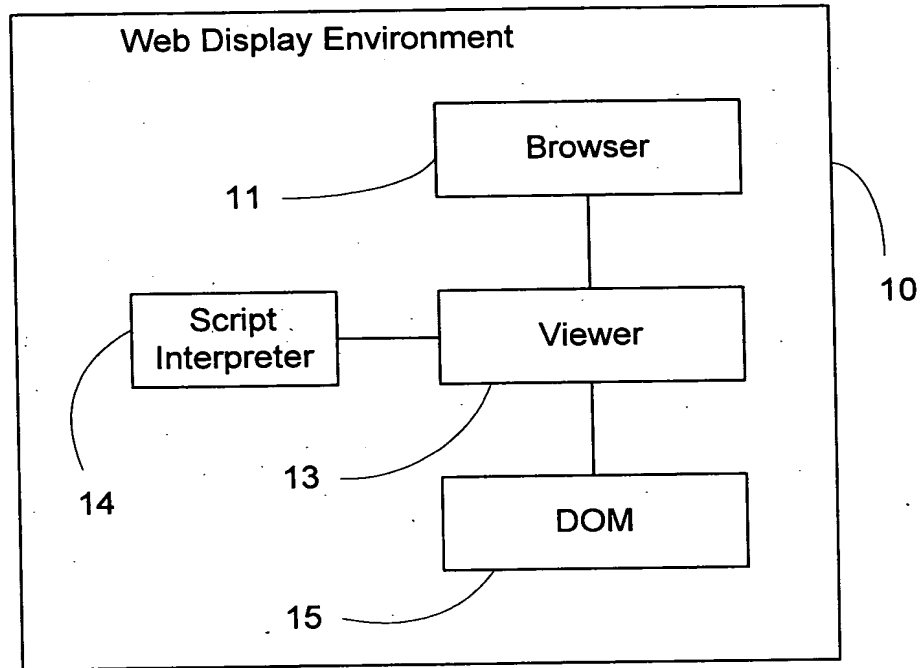 Web Display Environment
Browser
11
10
Script
Interpreter
Viewer
14
13
DOM
15